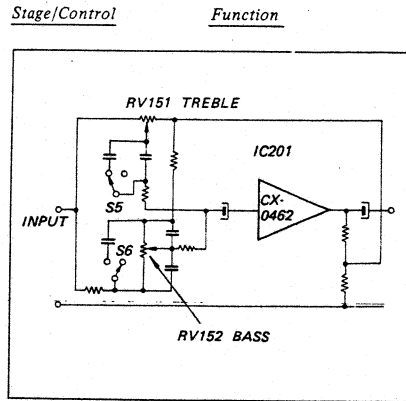 Stage/Control Function
RV151 TREBLE
IC201
CX-
0462
S5
INPUT
S6
RV152 BASS